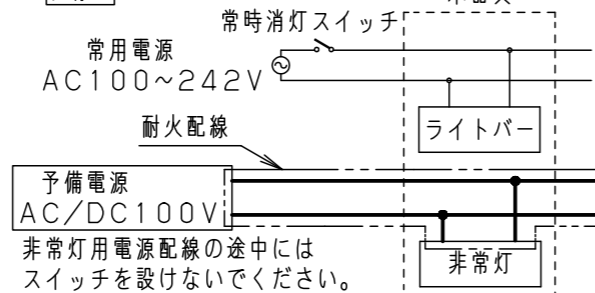 常時消灯スイッチ
常用電源
AC100~242V
ライトバー
耐火配線
予備電源
AC/DC100V
非常灯用電源配線の途中には
スイッチを設けないでください。
非常灯